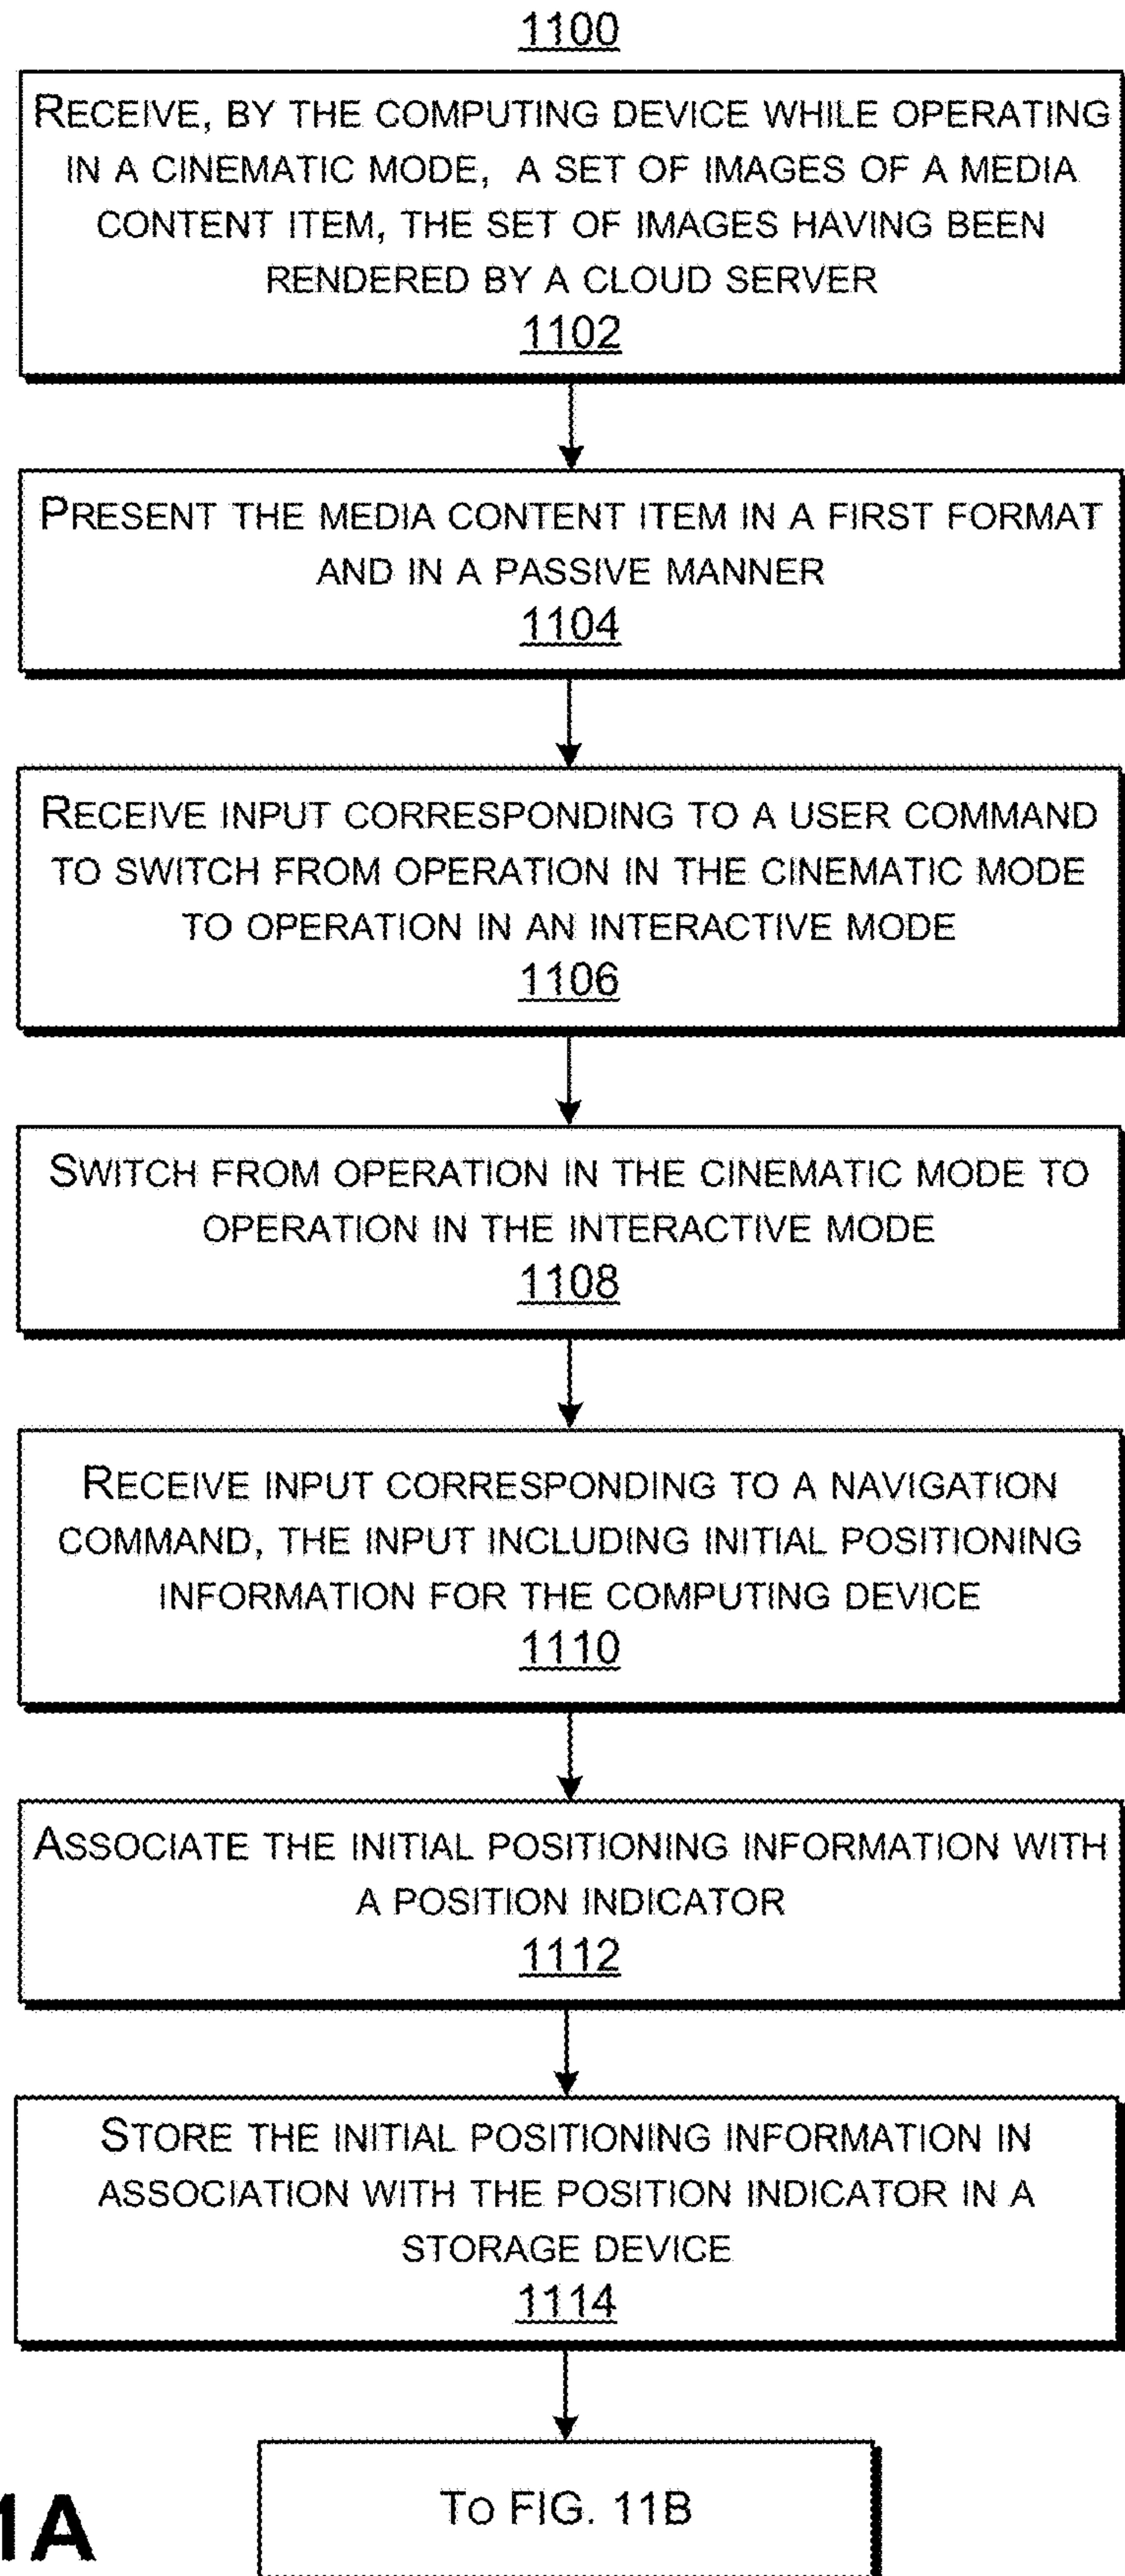 1100
RECEIVE, BY THE COMPUTING DEVICE WHILE OPERATING
IN A CINEMATIC MODE, A SET OF IMAGES OF A MEDIA
CONTENT ITEM, THE SET OF IMAGES HAVING BEEN
RENDERED BY A CLOUD SERVER
1102
PRESENT THE MEDIA CONTENT ITEM IN A FIRST FORMAT
AND IN A PASSIVE MANNER
1104
RECEIVE INPUT CORRESPONDING TO A USER COMMAND
TO SWITCH FROM OPERATION IN THE CINEMATIC MODE
TO OPERATION IN AN INTERACTIVE MODE
1106
SWITCH FROM OPERATION IN THE CINEMATIC MODE TO
OPERATION IN THE INTERACTIVE MODE
1108
RECEIVE INPUT CORRESPONDING TO A NAVIGATION
COMMAND, THE INPUT INCLUDING INITIAL POSITIONING
INFORMATION FOR THE COMPUTING DEVICE
1110
ASSOCIATE THE INITIAL POSITIONING INFORMATION WITH
A POSITION INDICATOR
1112
STORE THE INITIAL POSITIONING INFORMATION IN
ASSOCIATION WITH THE POSITION INDICATOR IN A
STORAGE DEVICE
1114
TO FIG. 11B
1A